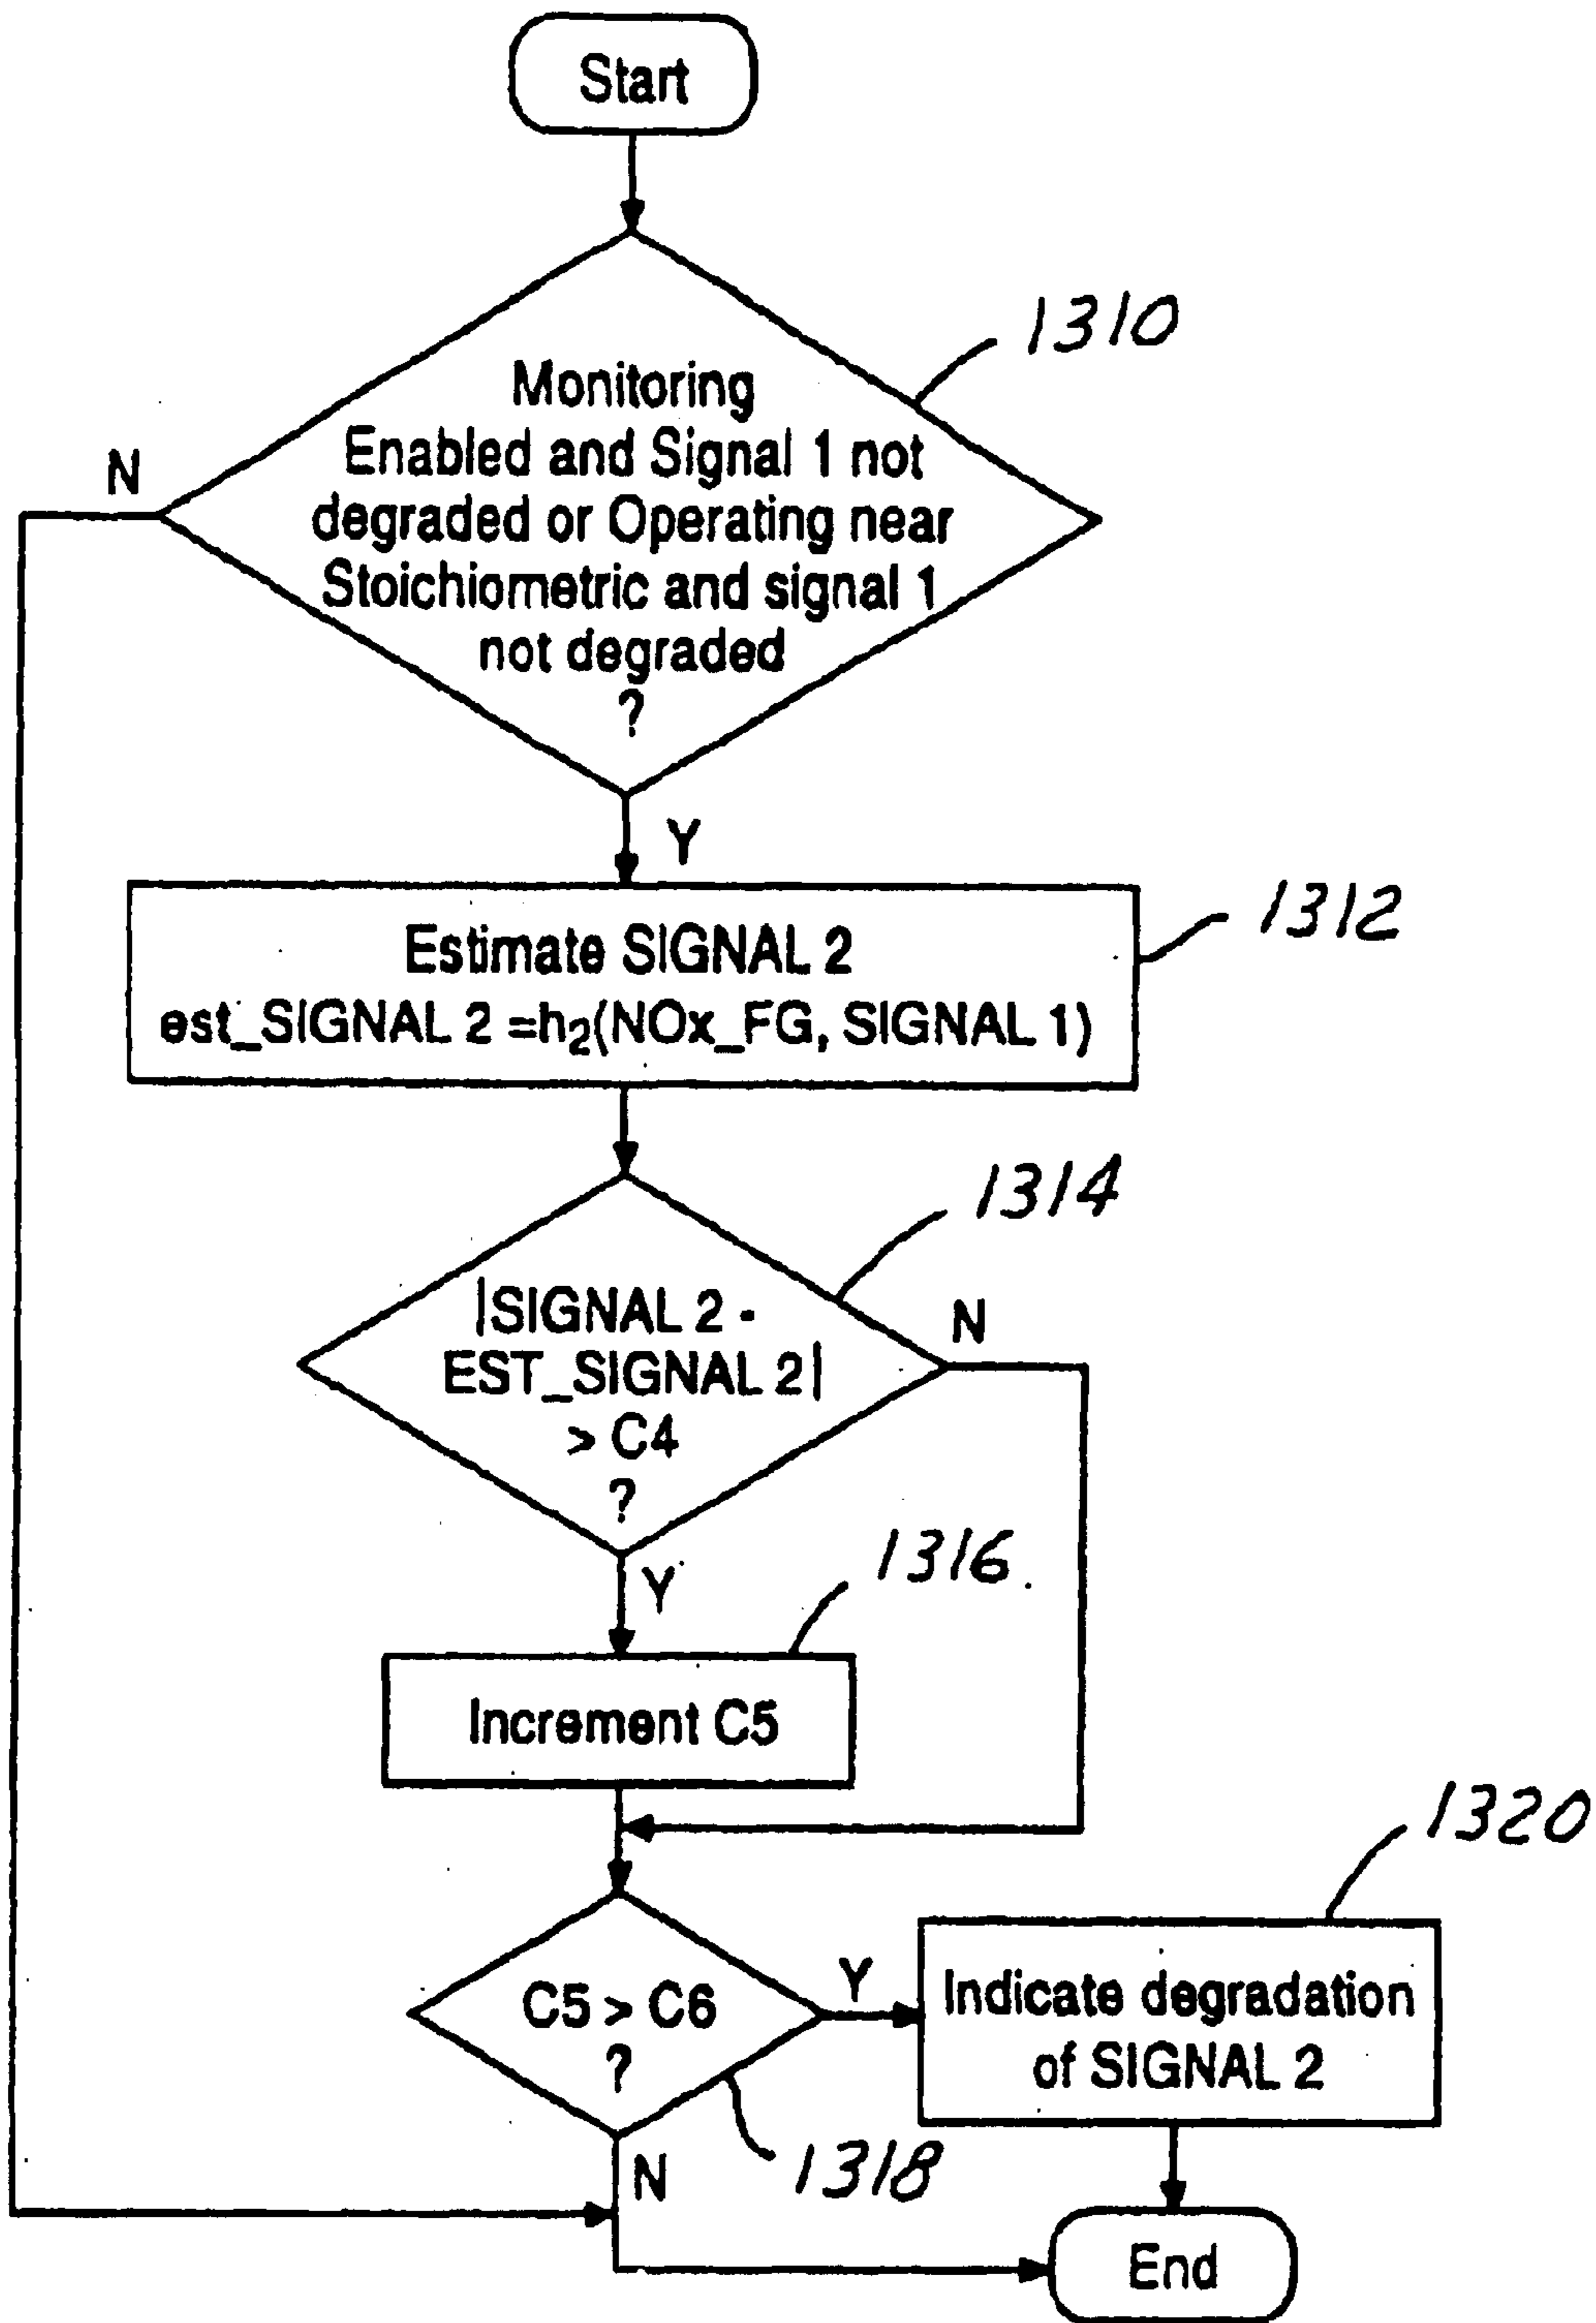 Start
1310
Monitoring
Enabled and Signal 1 not
degraded or Operating near
Stoichiometric and signal 1
not degraded
?
N
Y
1312
Estimate SIGNAL 2
est_SIGNAL 2 =h₂(NOx_FG, SIGNAL 1)
1314
|SIGNAL 2 -
EST_SIGNAL 2|
> C4
?
N
Y
1316
Increment C5
1320
C5 > C6
?
Y
Indicate degradation
of SIGNAL 2
1318
N
End